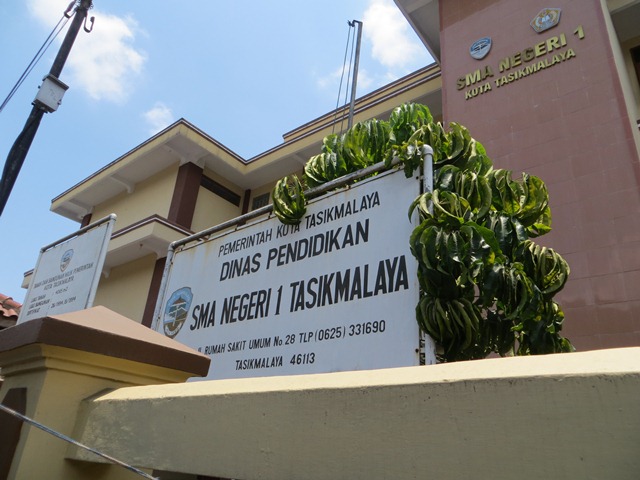 SMA NEGERI 1
KOTA TASIKMALAYA
PEMERINTAH KOTA TASIKMALAYA
DINAS PENDIDIKAN
SMA NEGERI 1 TASIKMALAYA
RUMAH SAKIT UMUM No 28 TLP (0625) 331690
TASIKMALAYA 46113